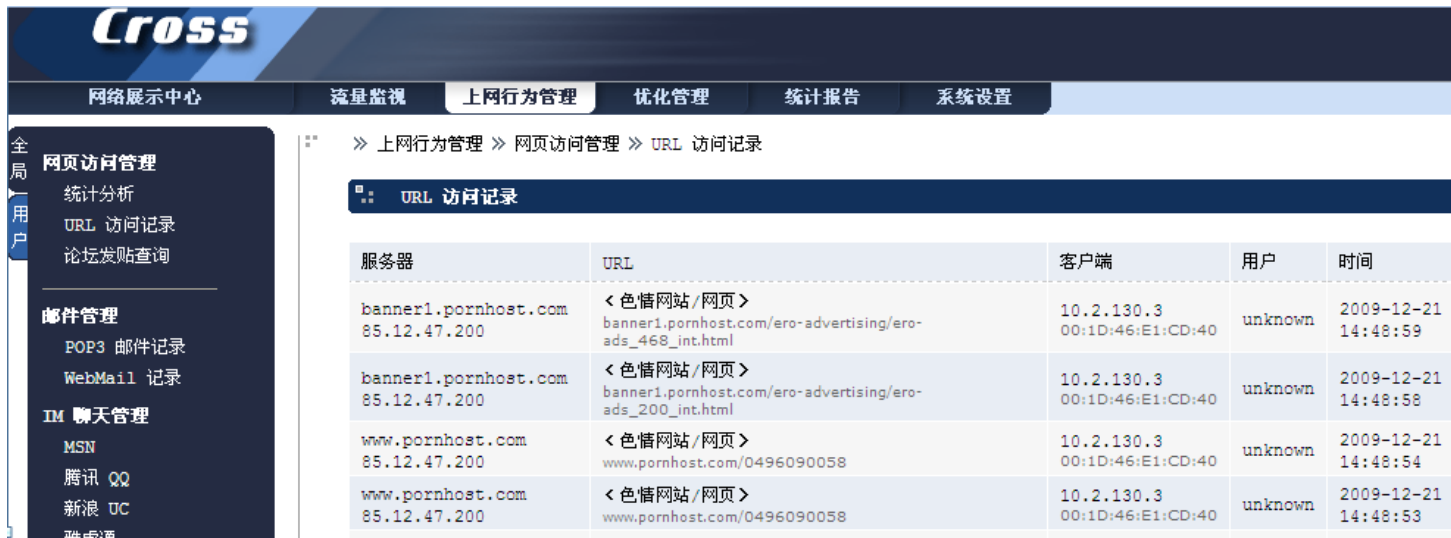 Cross
网络展示中心
流量监视
上网行为管理
优化管理
统计报告
系统设置
全局
用户
网页访问管理
统计分析
URL 访问记录
论坛发贴查询
邮件管理
POP3 邮件记录
WebMail 记录
IM 聊天管理
MSN
腾讯 QQ
新浪 UC
» 上网行为管理 » 网页访问管理 » URL 访问记录
URL 访问记录
服务器 URL 客户端 用户 时间
banner1.pornhost.com
85.12.47.200
<色情网站/网页>
banner1.pornhost.com/ero-advertising/ero-
ads_468_int.html
10.2.130.3
00:1D:46:E1:CD:40
unknown
2009-12-21
14:48:59
banner1.pornhost.com
85.12.47.200
<色情网站/网页>
banner1.pornhost.com/ero-advertising/ero-
ads_200_int.html
10.2.130.3
00:1D:46:E1:CD:40
unknown
2009-12-21
14:48:58
www.pornhost.com
85.12.47.200
<色情网站/网页>
www.pornhost.com/0496090058
10.2.130.3
00:1D:46:E1:CD:40
unknown
2009-12-21
14:48:54
www.pornhost.com
85.12.47.200
<色情网站/网页>
www.pornhost.com/0496090058
10.2.130.3
00:1D:46:E1:CD:40
unknown
2009-12-21
14:48:53